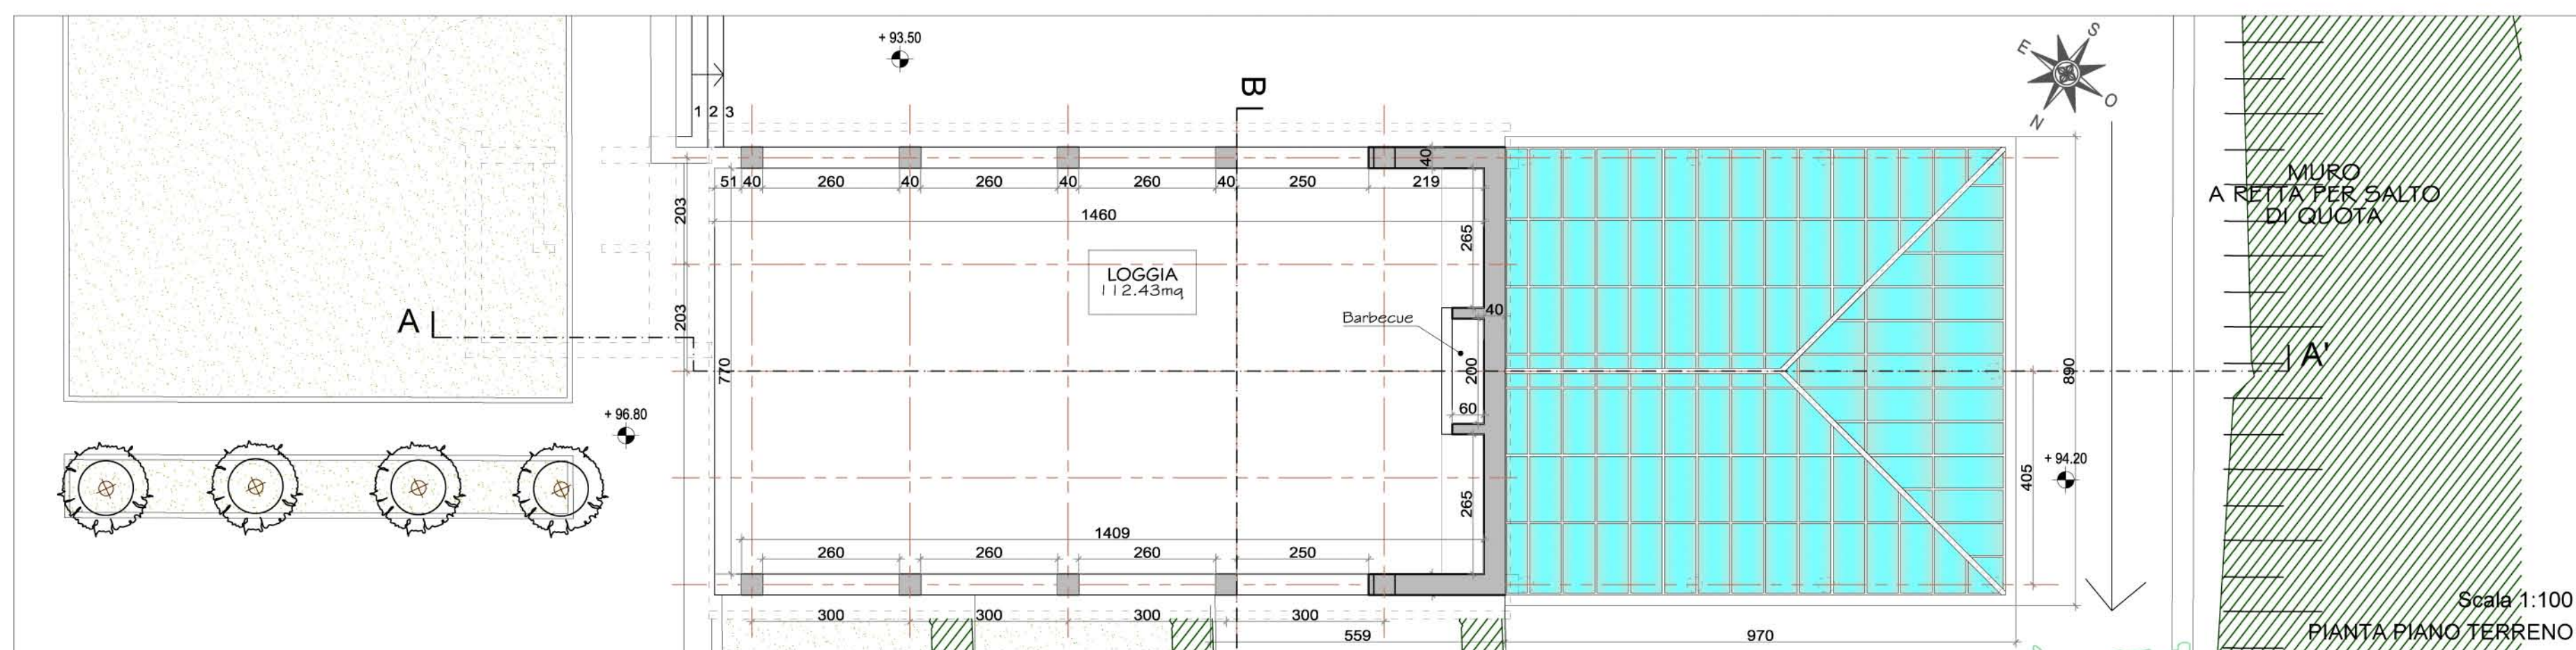 + 93.50
S
E
O
N
B
1 2 3
40
51 40 260 40 260 40 260 40 250 219
203
1460
265
MURO
A RETTA PER SALTO
DI QUOTA
LOGGIA
112.43mq
40
Barbecue
203
A
A'
770
200
890
60
+ 96.80
+ 94.20
405
265
1409
260 260 260 250
300 300 300 300
559
970
Scala 1:100
PIANTA PIANO TERRENO